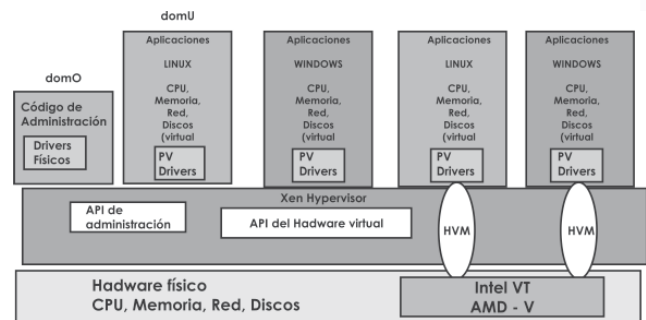 domU
domO
Código de
Administración
Drivers
Físicos
Aplicaciones
LINUX
CPU,
Memoria,
Red,
Discos
(virtual
PV
Drivers
Aplicaciones
WINDOWS
CPU,
Memoria,
Red,
Discos
(virtual
PV
Drivers
Aplicaciones
LINUX
CPU,
Memoria,
Red,
Discos
(virtual
PV
Drivers
Aplicaciones
WINDOWS
CPU,
Memoria,
Red,
Discos
(virtual
PV
Drivers
Xen Hypervisor
API de
administración
API del Hadware virtual
HVM
HVM
Hadware físico
CPU, Memoria, Red, Discos
Intel VT
AMD - V